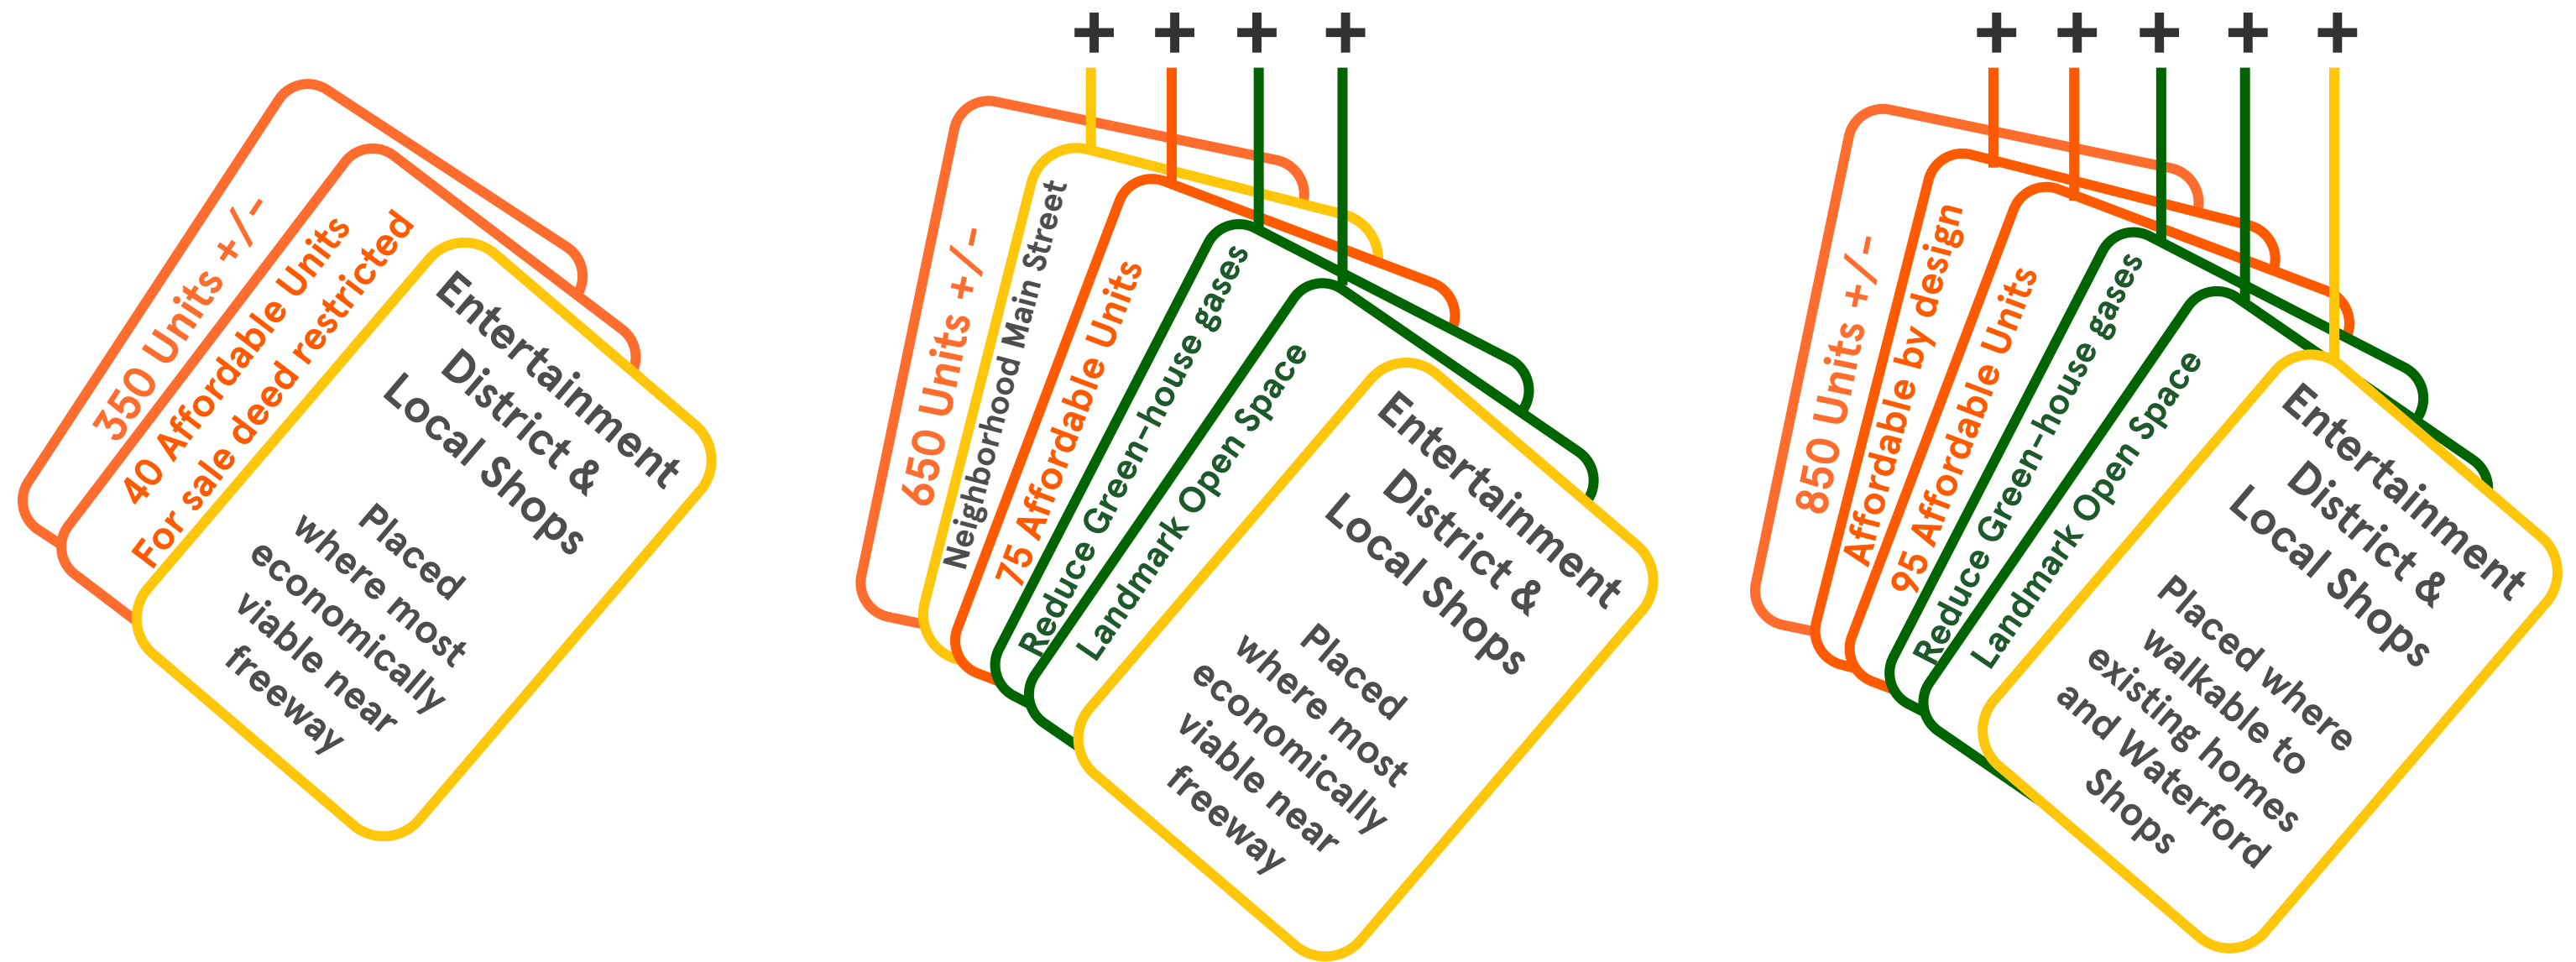 350 Units +/-
40 Affordable Units
For sale deed restricted
Entertainment
District &
Local Shops
Placed
where most
economically
viable near
freeway
+ + + +
650 Units +/-
Neighborhood Main Street
75 Affordable Units
Reduce Green-house gases
Landmark Open Space
Entertainment
District &
Local Shops
Placed
where most
economically
viable near
freeway
+ + + + +
850 Units +/-
Affordable by design
95 Affordable Units
Reduce Green-house gases
Landmark Open Space
Entertainment
District &
Local Shops
Placed where
walkable to
existing homes
and Waterford
Shops